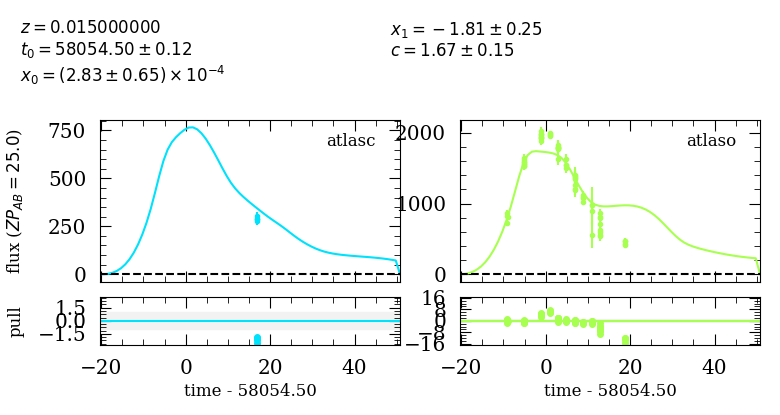 z = 0.015000000
t₀ = 58054.50 ± 0.12
x₀ = (2.83 ± 0.65) × 10⁻⁴
x₁ = −1.81 ± 0.25
c = 1.67 ± 0.15
flux (ZP_AB = 25.0)
750
500
250
0
atlasc
2000
1000
0
atlaso
pull
1.5
0.0
−1.5
−20 0 20 40
time - 58054.50
16
8
0
−8
−16
−20 0 20 40
time - 58054.50